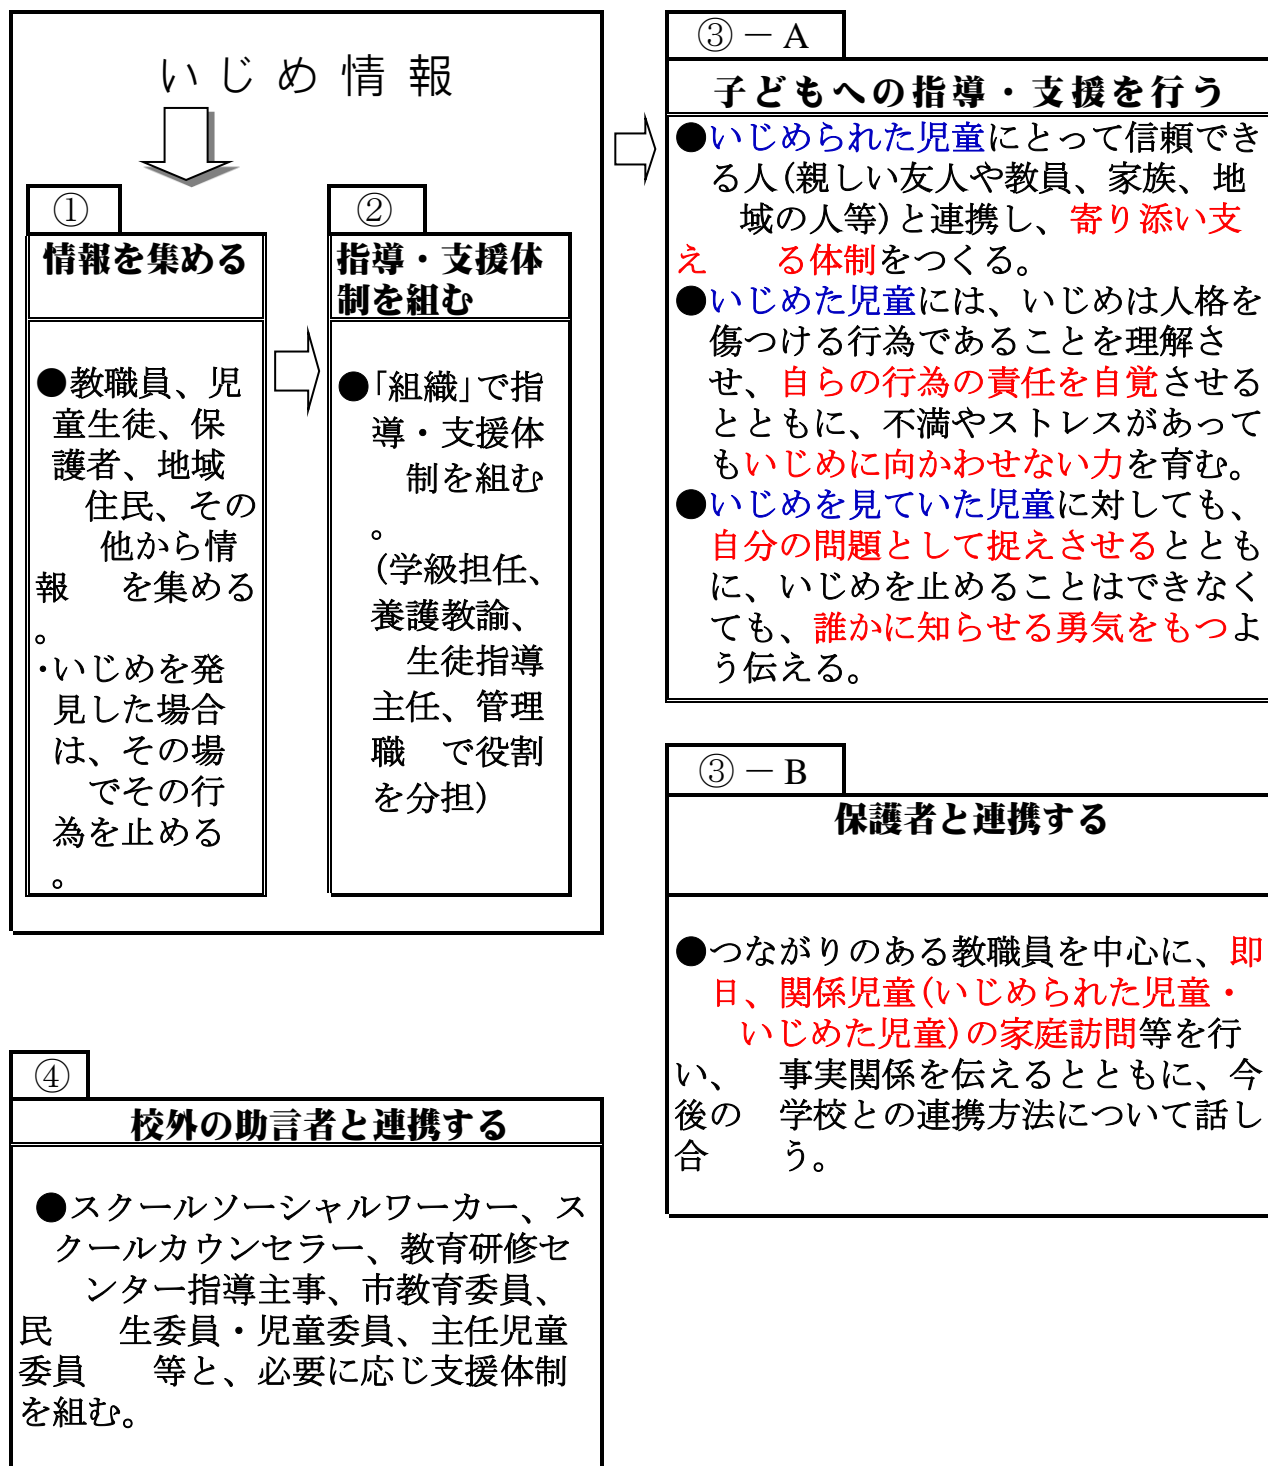 いじめ情報
①
情報を集める
●教職員、児
童生徒、保
護者、地域
住民、その
他から情
報　を集める
。
・いじめを発
見した場合
は、その場
でその行
為を止める
。
②
指導・支援体
制を組む
●「組織」で指
導・支援体
制を組む
。
（学級担任、
養護教諭、
生徒指導
主任、管理
職　で役割
を分担）
③－A
子どもへの指導・支援を行う
●いじめられた児童にとって信頼でき
る人（親しい友人や教員、家族、地
域の人等）と連携し、寄り添い支
え　　る体制をつくる。
●いじめた児童には、いじめは人格を
傷つける行為であることを理解さ
せ、自らの行為の責任を自覚させる
とともに、不満やストレスがあって
もいじめに向かわせない力を育む。
●いじめを見ていた児童に対しても、
自分の問題として捉えさせるととも
に、いじめを止めることはできなく
ても、誰かに知らせる勇気をもつよ
う伝える。
③－B
保護者と連携する
●つながりのある教職員を中心に、即
日、関係児童（いじめられた児童・
いじめた児童）の家庭訪問等を行
い、　事実関係を伝えるとともに、今
後の　学校との連携方法について話し
合　　う。
④
校外の助言者と連携する
●スクールソーシャルワーカー、ス
クールカウンセラー、教育研修セ
ンター指導主事、市教育委員、
民　　生委員・児童委員、主任児童
委員　　等と、必要に応じ支援体制
を組む。